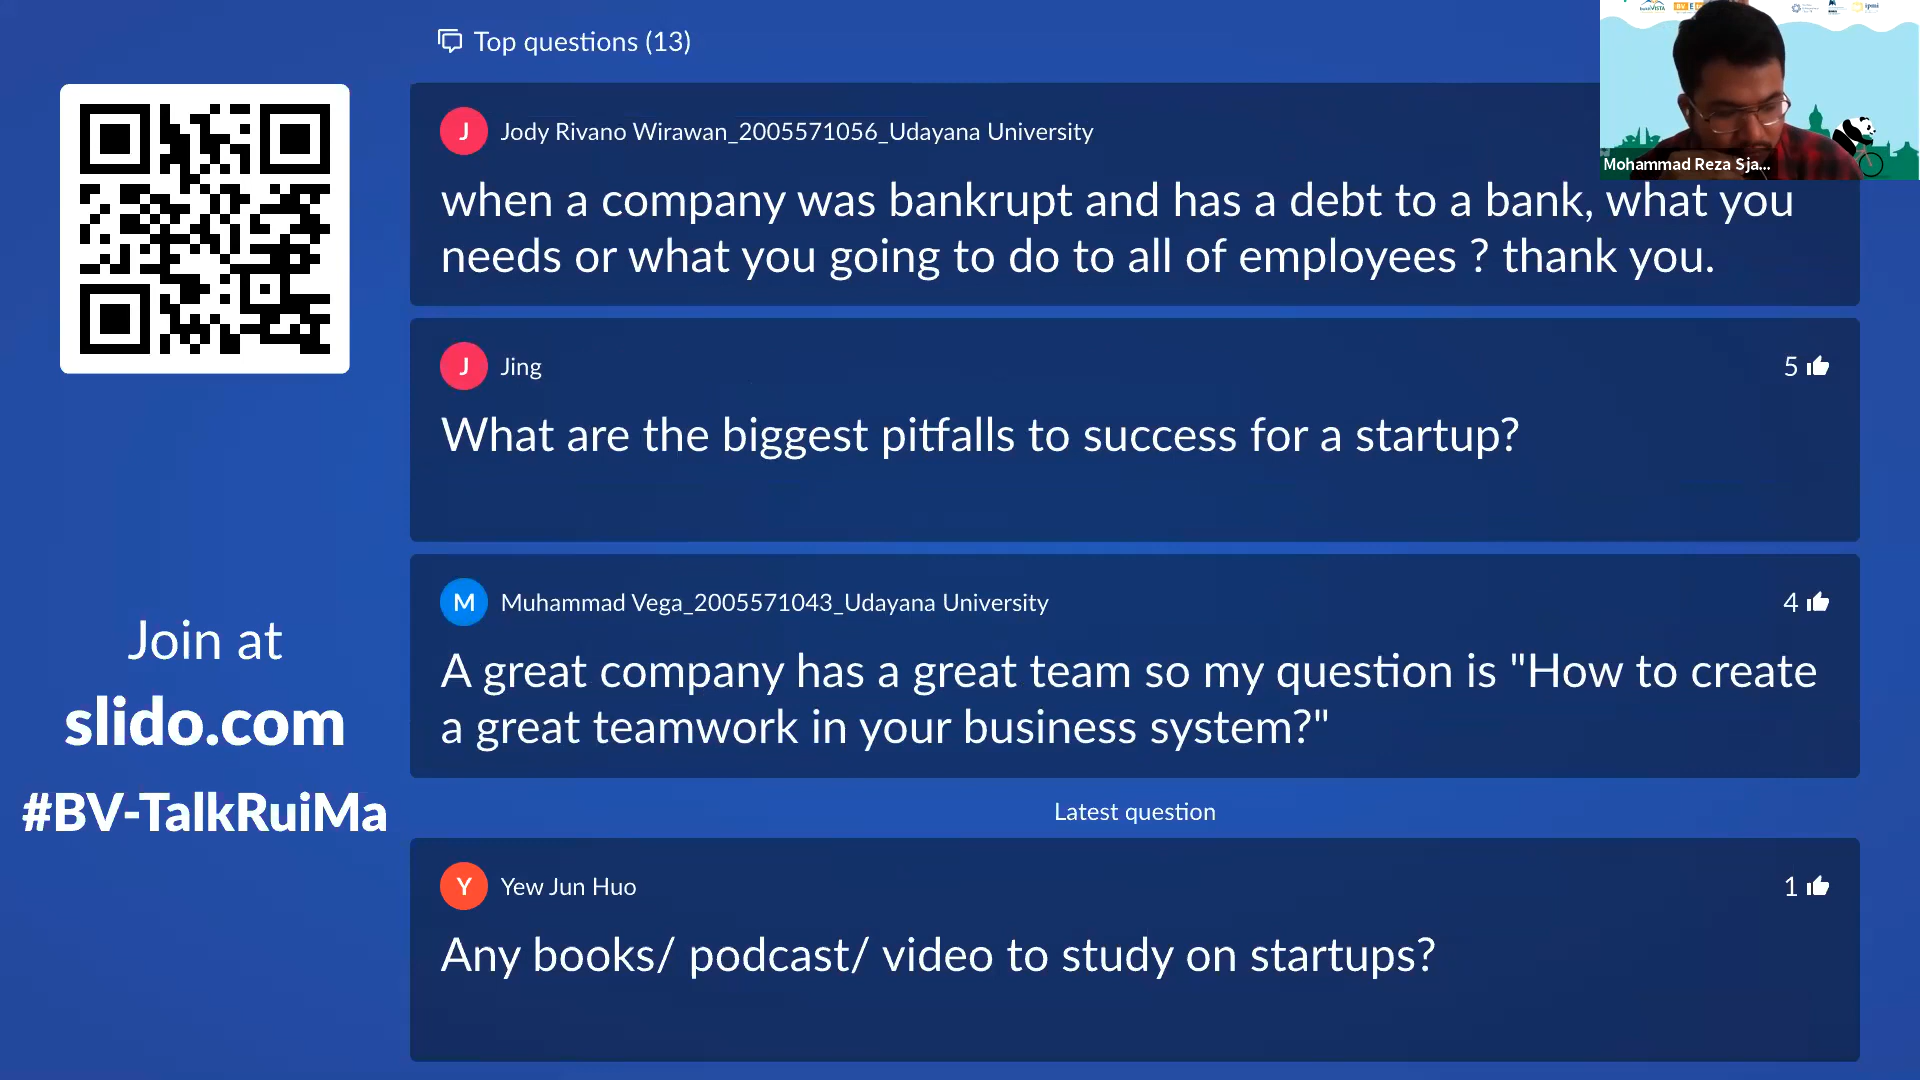 Top questions (13)
J
Jody Rivano Wirawan_2005571056_Udayana University
when a company was bankrupt and has a debt to a bank, what you
needs or what you going to do to all of employees ? thank you.
Mohammad Reza Sja...
J
Jing
5
What are the biggest pitfalls to success for a startup?
M
Muhammad Vega_2005571043_Udayana University
4
A great company has a great team so my question is "How to create
a great teamwork in your business system?"
Latest question
Y
Yew Jun Huo
1
Any books/ podcast/ video to study on startups?
Join at
slido.com
#BV-TalkRuiMa
ipmi